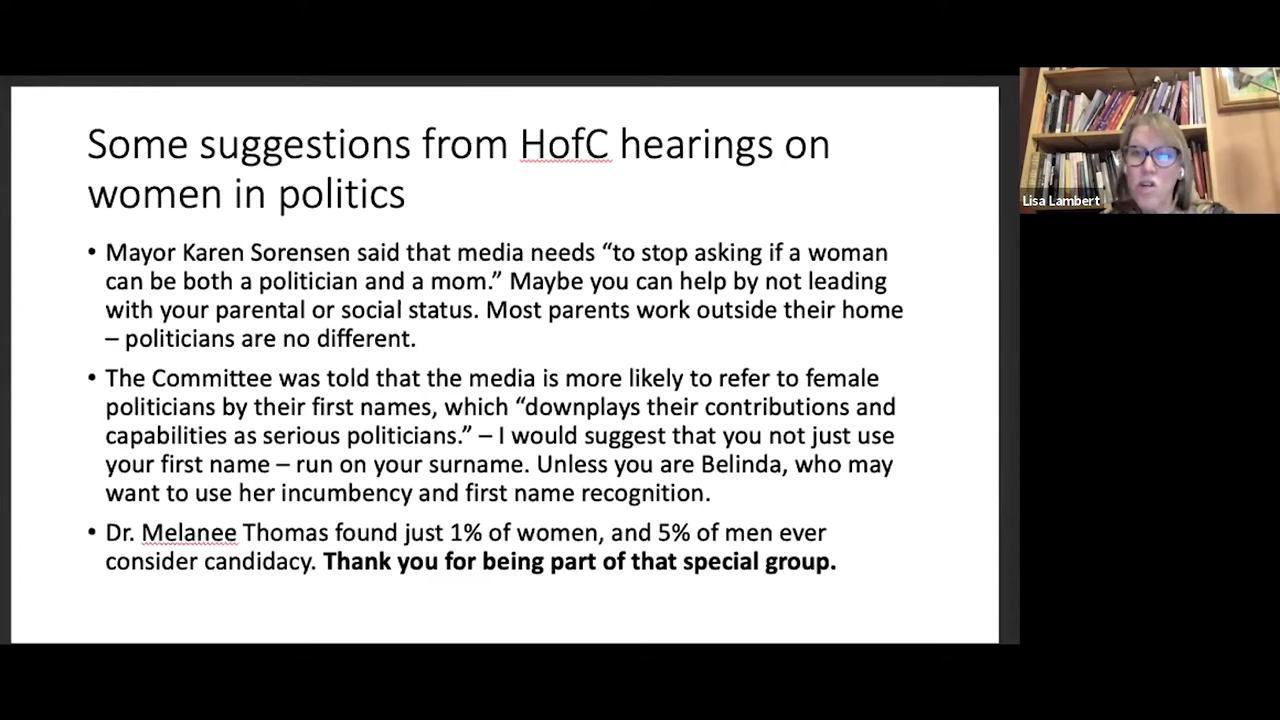 Some suggestions from HofC hearings on
women in politics
• Mayor Karen Sorensen said that media needs “to stop asking if a woman
can be both a politician and a mom.” Maybe you can help by not leading
with your parental or social status. Most parents work outside their home
– politicians are no different.
• The Committee was told that the media is more likely to refer to female
politicians by their first names, which “downplays their contributions and
capabilities as serious politicians.” – I would suggest that you not just use
your first name – run on your surname. Unless you are Belinda, who may
want to use her incumbency and first name recognition.
• Dr. Melanee Thomas found just 1% of women, and 5% of men ever
consider candidacy. Thank you for being part of that special group.
Lisa Lambert